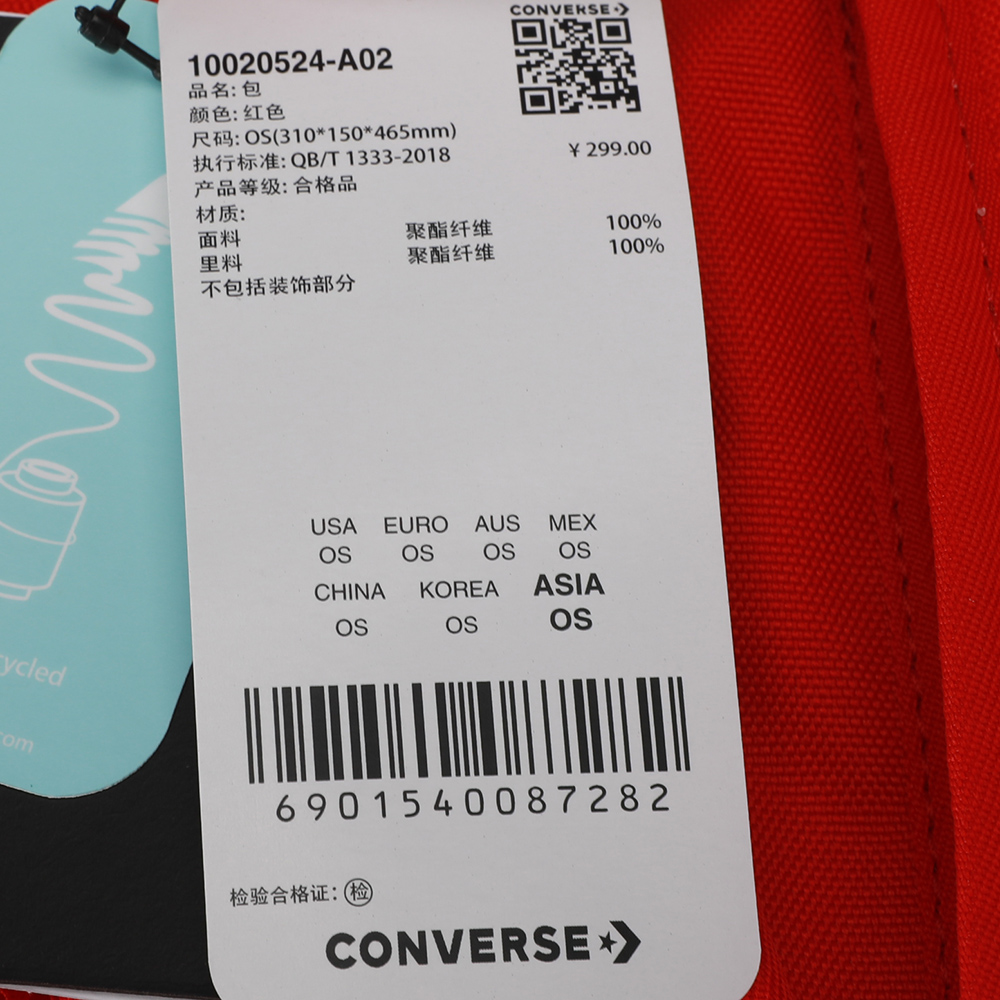 CONVERSE
10020524-A02
品名: 包
颜色: 红色
尺码: OS(310*150*465mm)
执行标准: QB/T 1333-2018
¥ 299.00
产品等级: 合格品
材质:
面料 聚酯纤维 100%
里料 聚酯纤维 100%
不包括装饰部分
USA EURO AUS MEX
OS OS OS OS
CHINA KOREA ASIA
OS OS OS
6901540087282
检验合格证: 检
CONVERSE
ycled
om